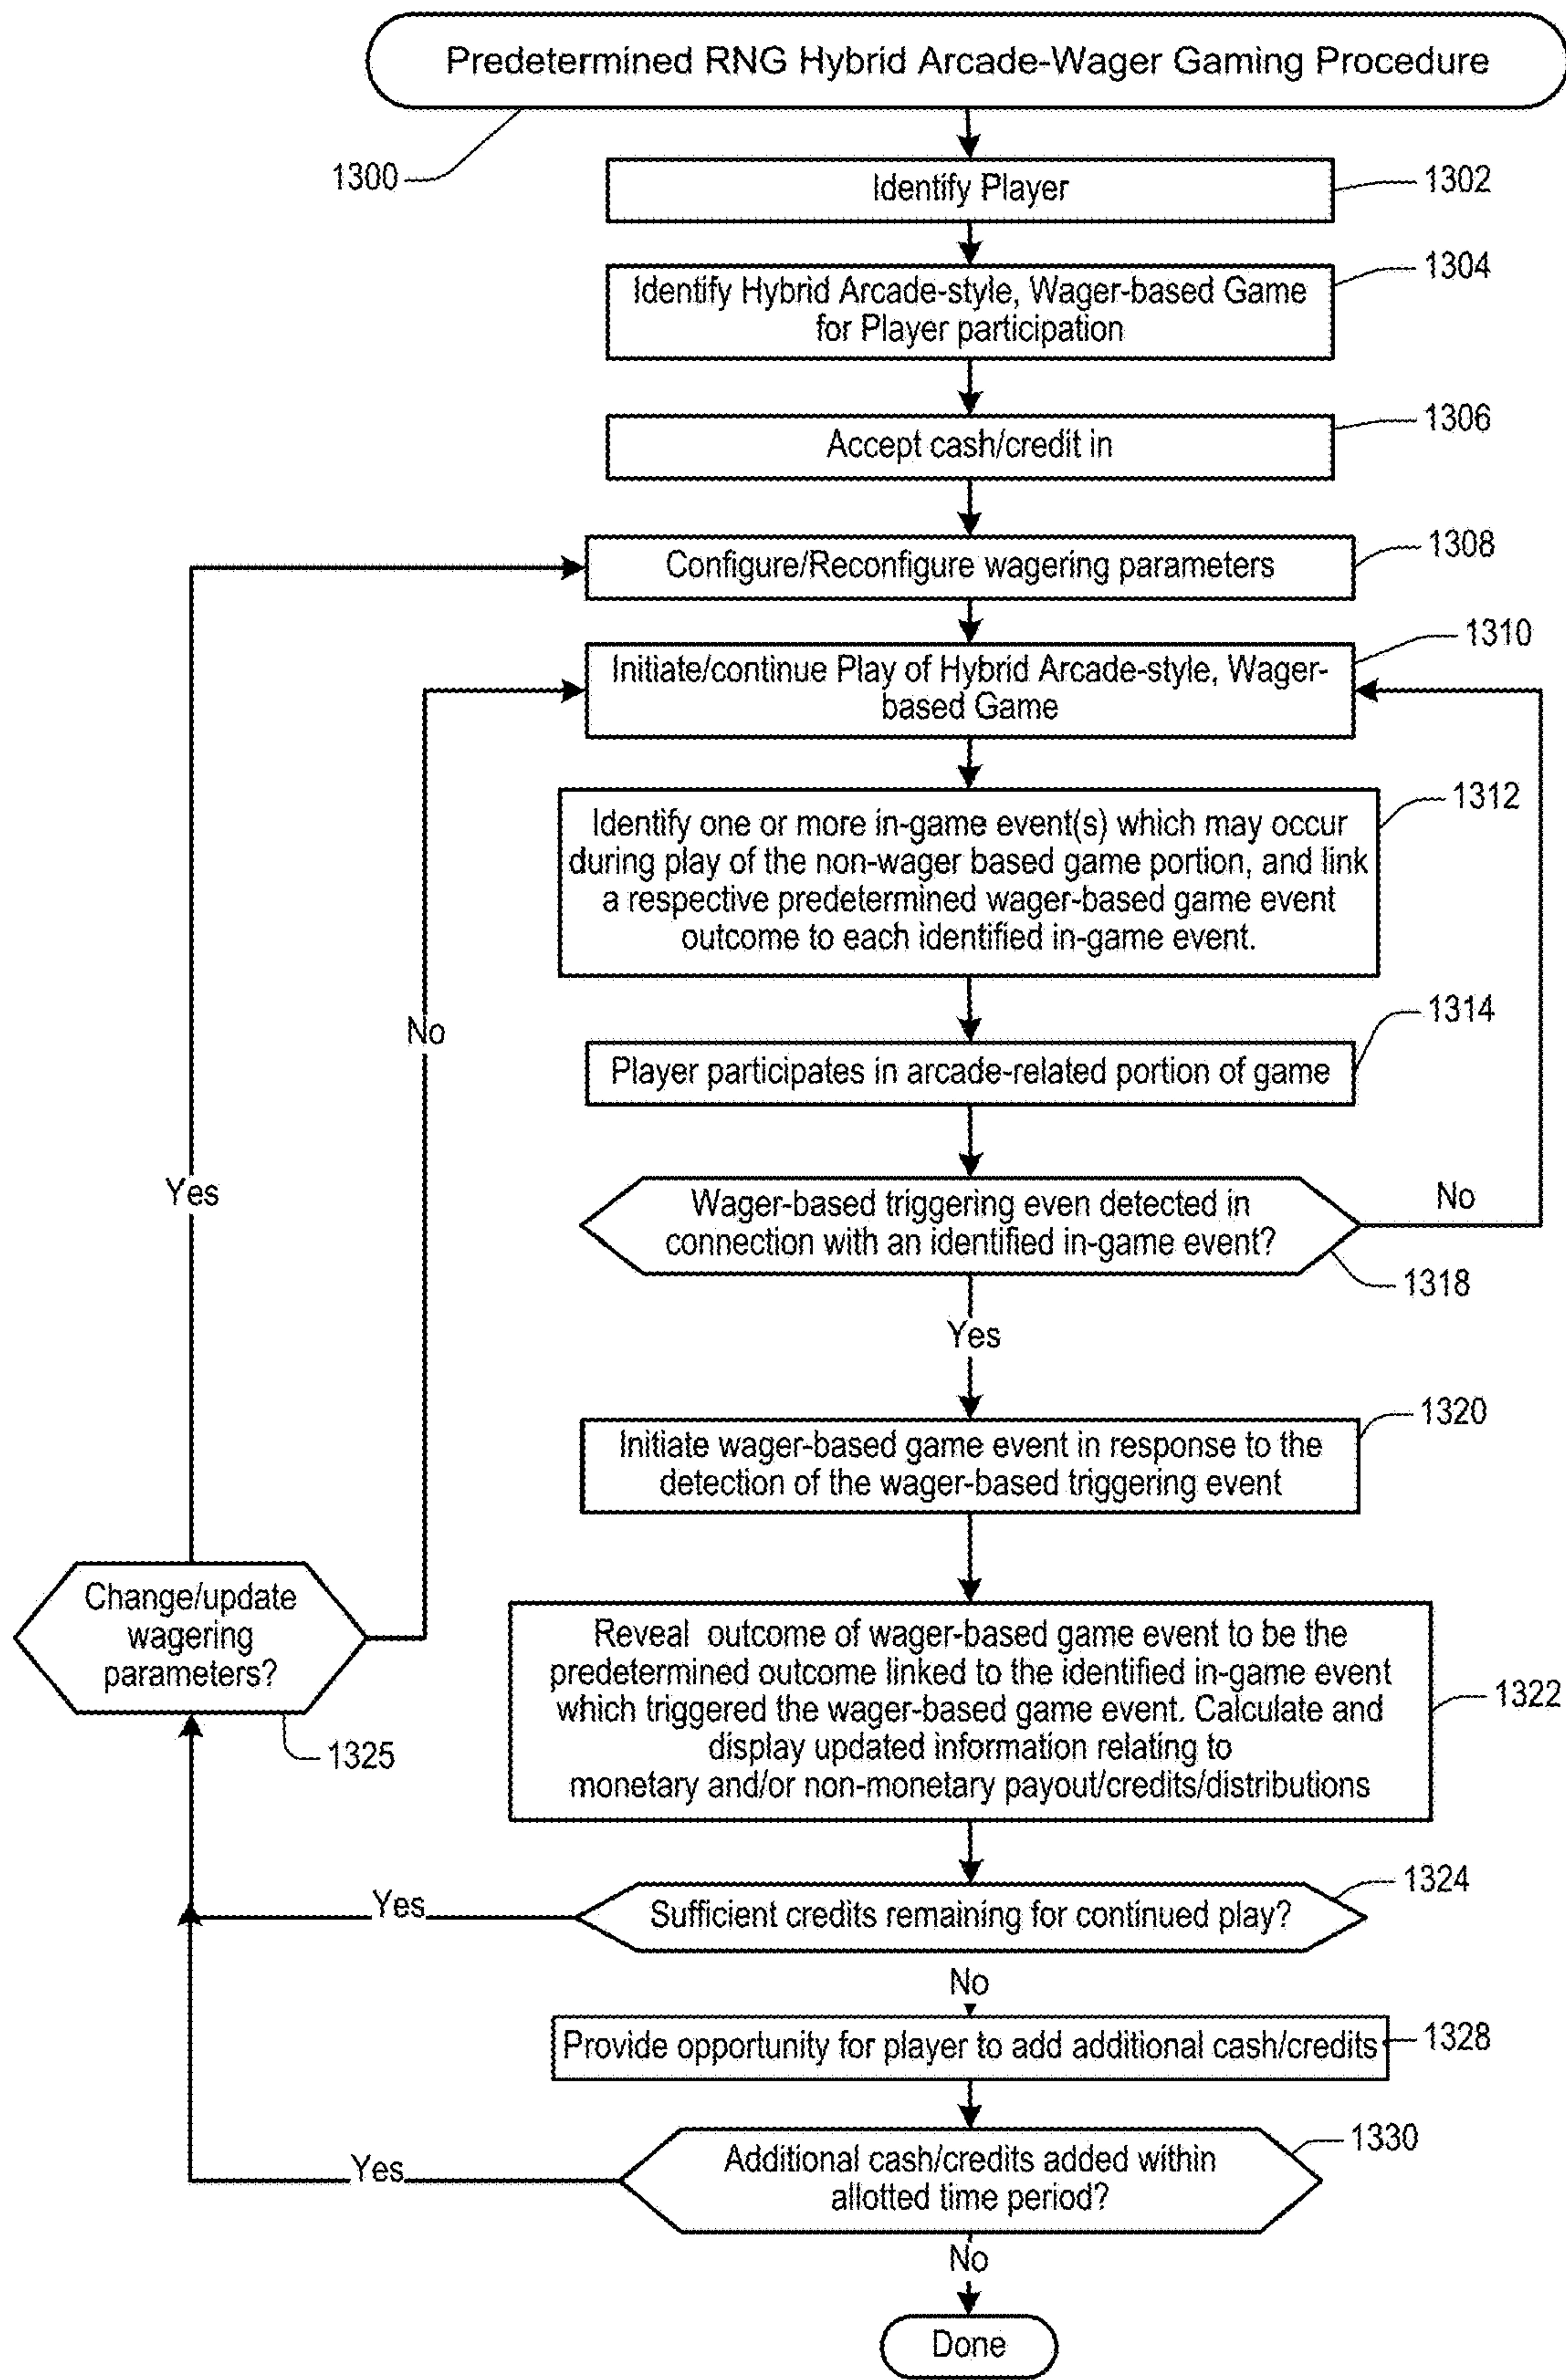 Predetermined RNG Hybrid Arcade-Wager Gaming Procedure
1300
Identify Player
1302
Identify Hybrid Arcade-style, Wager-based Game
for Player participation
1304
Accept cash/credit in
1306
Configure/Reconfigure wagering parameters
1308
Initiate/continue Play of Hybrid Arcade-style, Wager-
based Game
1310
Identify one or more in-game event(s) which may occur
during play of the non-wager based game portion, and link
a respective predetermined wager-based game event
outcome to each identified in-game event.
1312
No
Player participates in arcade-related portion of game
1314
Yes
Wager-based triggering even detected in
connection with an identified in-game event?
No
1318
Yes
Initiate wager-based game event in response to the
detection of the wager-based triggering event
1320
Change/update
wagering
parameters?
1325
Reveal outcome of wager-based game event to be the
predetermined outcome linked to the identified in-game event
which triggered the wager-based game event. Calculate and
display updated information relating to
monetary and/or non-monetary payout/credits/distributions
1322
Yes
Sufficient credits remaining for continued play?
1324
No
Provide opportunity for player to add additional cash/credits
1328
Yes
Additional cash/credits added within
allotted time period?
1330
No
Done